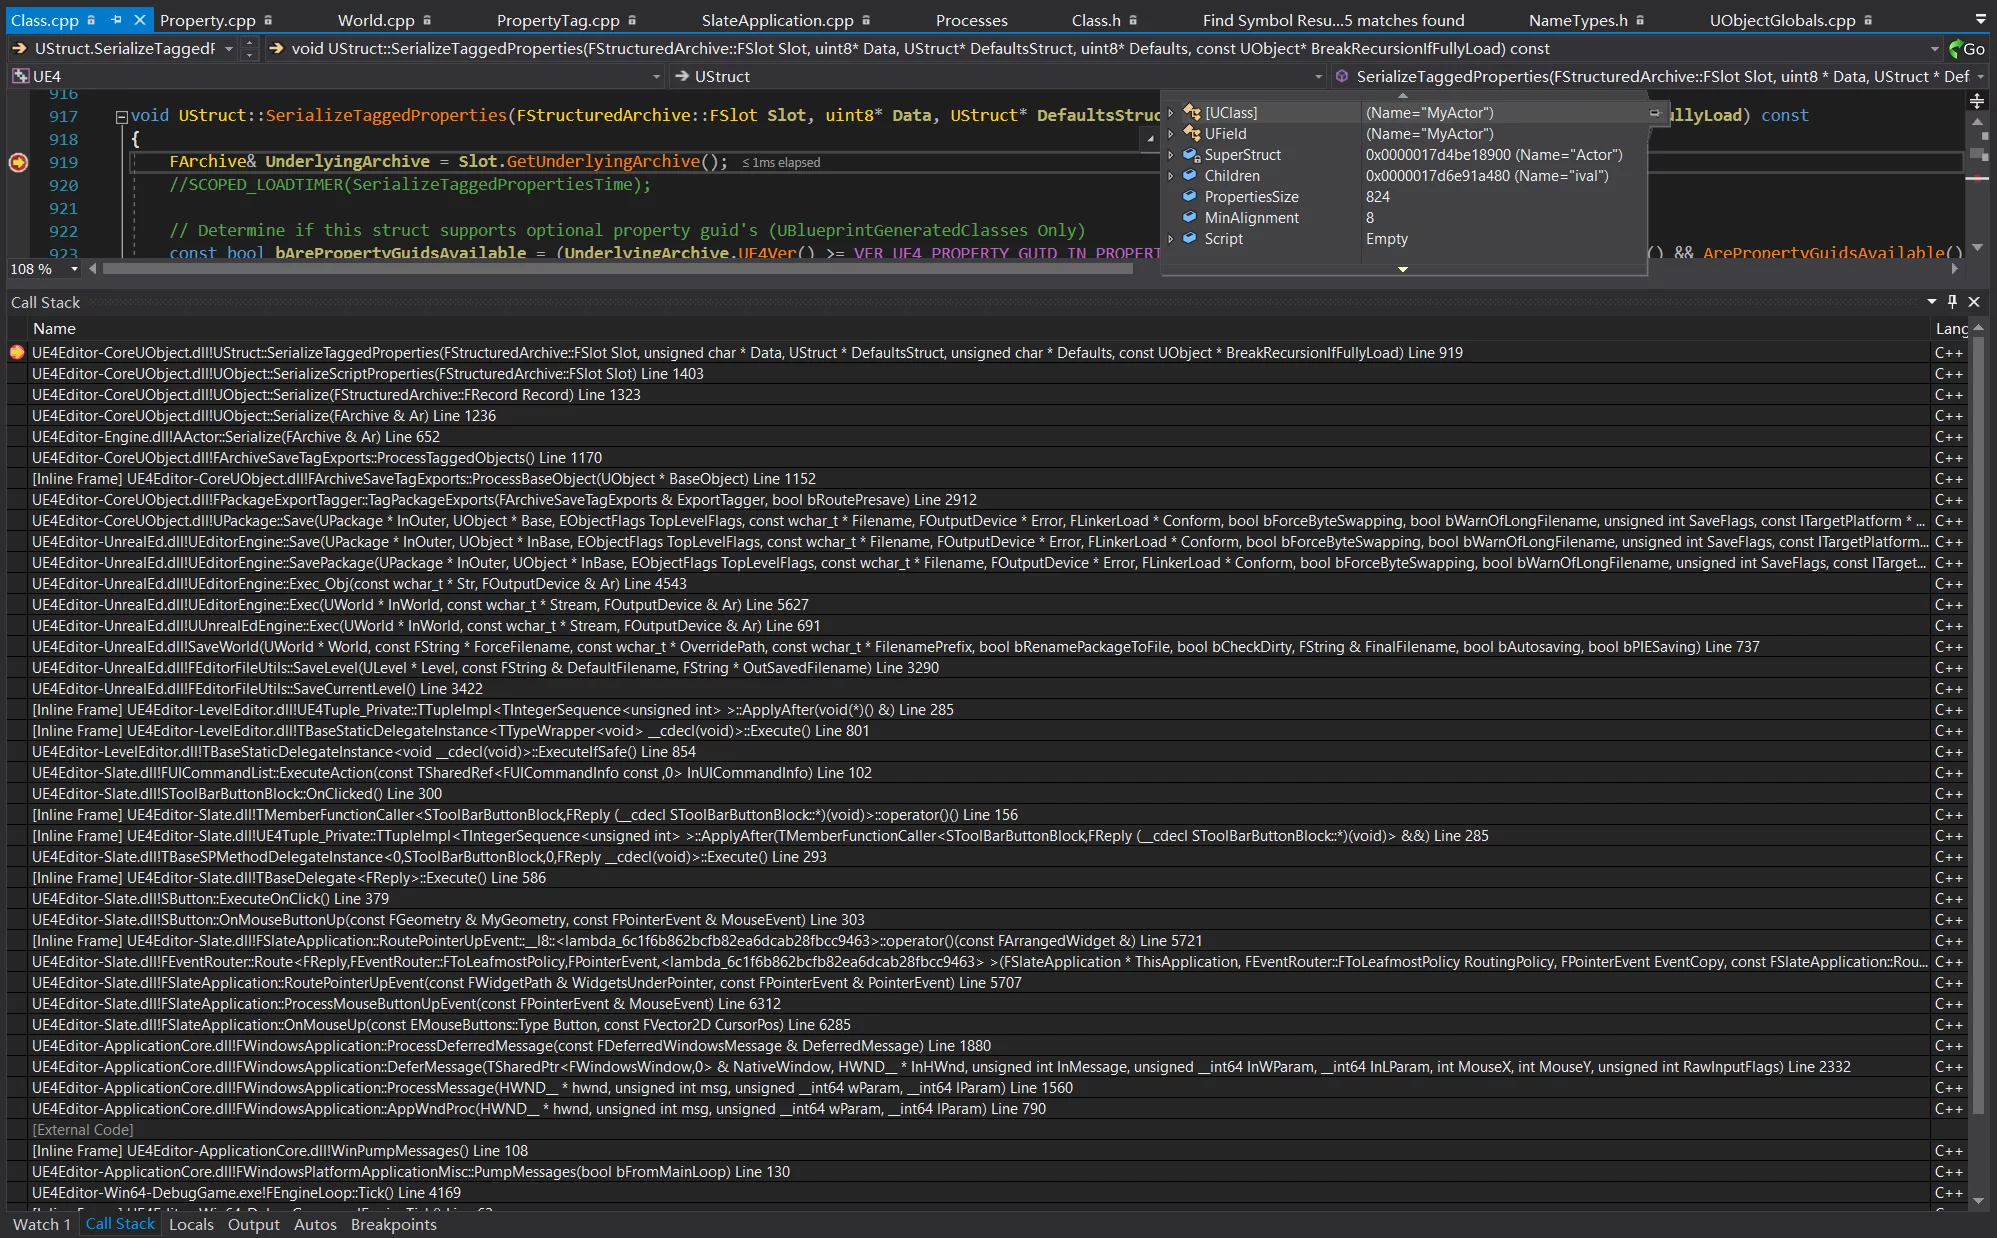 Class.cpp Property.cpp World.cpp PropertyTag.cpp SlateApplication.cpp Processes Class.h Find Symbol Resu...5 matches found NameTypes.h UObjectGlobals.cpp
UStruct.SerializeTaggedF void UStruct::SerializeTaggedProperties(FStructuredArchive::FSlot Slot, uint8* Data, UStruct* DefaultsStruct, uint8* Defaults, const UObject* BreakRecursionIfFullyLoad) const Go
UE4 UStruct SerializeTaggedProperties(FStructuredArchive::FSlot Slot, uint8 * Data, UStruct * Def
916
917 void UStruct::SerializeTaggedProperties(FStructuredArchive::FSlot Slot, uint8* Data, UStruct* DefaultsStruc llyLoad) const
918 {
919 FArchive& UnderlyingArchive = Slot.GetUnderlyingArchive(); ≤1ms elapsed
920 //SCOPED_LOADTIMER(SerializeTaggedPropertiesTime);
921
922 // Determine if this struct supports optional property guid's (UBlueprintGeneratedClasses Only)
923 const bool bArePropertyGuidsAvailable = (UnderlyingArchive.UE4Ver() >= VER_UE4_PROPERTY_GUID_IN_PROPERT () && ArePropertyGuidsAvailable()
[UClass] (Name="MyActor")
UField (Name="MyActor")
SuperStruct 0x0000017d4be18900 (Name="Actor")
Children 0x0000017d6e91a480 (Name="ival")
PropertiesSize 824
MinAlignment 8
Script Empty
108 %
Call Stack
Name Lang
UE4Editor-CoreUObject.dll!UStruct::SerializeTaggedProperties(FStructuredArchive::FSlot Slot, unsigned char * Data, UStruct * DefaultsStruct, unsigned char * Defaults, const UObject * BreakRecursionIfFullyLoad) Line 919 C++
UE4Editor-CoreUObject.dll!UObject::SerializeScriptProperties(FStructuredArchive::FSlot Slot) Line 1403 C++
UE4Editor-CoreUObject.dll!UObject::Serialize(FStructuredArchive::FRecord Record) Line 1323 C++
UE4Editor-CoreUObject.dll!UObject::Serialize(FArchive & Ar) Line 1236 C++
UE4Editor-Engine.dll!AActor::Serialize(FArchive & Ar) Line 652 C++
UE4Editor-CoreUObject.dll!FArchiveSaveTagExports::ProcessTaggedObjects() Line 1170 C++
[Inline Frame] UE4Editor-CoreUObject.dll!FArchiveSaveTagExports::ProcessBaseObject(UObject * BaseObject) Line 1152 C++
UE4Editor-CoreUObject.dll!FPackageExportTagger::TagPackageExports(FArchiveSaveTagExports & ExportTagger, bool bRoutePresave) Line 2912 C++
UE4Editor-CoreUObject.dll!UPackage::Save(UPackage * InOuter, UObject * Base, EObjectFlags TopLevelFlags, const wchar_t * Filename, FOutputDevice * Error, FLinkerLoad * Conform, bool bForceByteSwapping, bool bWarnOfLongFilename, unsigned int SaveFlags, const ITargetPlatform * ... C++
UE4Editor-UnrealEd.dll!UEditorEngine::Save(UPackage * InOuter, UObject * InBase, EObjectFlags TopLevelFlags, const wchar_t * Filename, FOutputDevice * Error, FLinkerLoad * Conform, bool bForceByteSwapping, bool bWarnOfLongFilename, unsigned int SaveFlags, const ITargetPlatform... C++
UE4Editor-UnrealEd.dll!UEditorEngine::SavePackage(UPackage * InOuter, UObject * InBase, EObjectFlags TopLevelFlags, const wchar_t * Filename, FOutputDevice * Error, FLinkerLoad * Conform, bool bForceByteSwapping, bool bWarnOfLongFilename, unsigned int SaveFlags, const ITarget... C++
UE4Editor-UnrealEd.dll!UEditorEngine::Exec_Obj(const wchar_t * Str, FOutputDevice & Ar) Line 4543 C++
UE4Editor-UnrealEd.dll!UEditorEngine::Exec(UWorld * InWorld, const wchar_t * Stream, FOutputDevice & Ar) Line 5627 C++
UE4Editor-UnrealEd.dll!UUnrealEdEngine::Exec(UWorld * InWorld, const wchar_t * Stream, FOutputDevice & Ar) Line 691 C++
UE4Editor-UnrealEd.dll!SaveWorld(UWorld * World, const FString * ForceFilename, const wchar_t * OverridePath, const wchar_t * FilenamePrefix, bool bRenamePackageToFile, bool bCheckDirty, FString & FinalFilename, bool bAutosaving, bool bPIESaving) Line 737 C++
UE4Editor-UnrealEd.dll!FEditorFileUtils::SaveLevel(ULevel * Level, const FString & DefaultFilename, FString * OutSavedFilename) Line 3290 C++
UE4Editor-UnrealEd.dll!FEditorFileUtils::SaveCurrentLevel() Line 3422 C++
[Inline Frame] UE4Editor-LevelEditor.dll!UE4Tuple_Private::TTupleImpl<TIntegerSequence<unsigned int> >::ApplyAfter(void(*)() &) Line 285 C++
[Inline Frame] UE4Editor-LevelEditor.dll!TBaseStaticDelegateInstance<TTypeWrapper<void> __cdecl(void)>::Execute() Line 801 C++
UE4Editor-LevelEditor.dll!TBaseStaticDelegateInstance<void __cdecl(void)>::ExecuteIfSafe() Line 854 C++
UE4Editor-Slate.dll!FUICommandList::ExecuteAction(const TSharedRef<FUICommandInfo const ,0> InUICommandInfo) Line 102 C++
UE4Editor-Slate.dll!SToolBarButtonBlock::OnClicked() Line 300 C++
[Inline Frame] UE4Editor-Slate.dll!TMemberFunctionCaller<SToolBarButtonBlock,FReply (__cdecl SToolBarButtonBlock::*)(void)>::operator()() Line 156 C++
[Inline Frame] UE4Editor-Slate.dll!UE4Tuple_Private::TTupleImpl<TIntegerSequence<unsigned int> >::ApplyAfter(TMemberFunctionCaller<SToolBarButtonBlock,FReply (__cdecl SToolBarButtonBlock::*)(void)> &&) Line 285 C++
UE4Editor-Slate.dll!TBaseSPMethodDelegateInstance<0,SToolBarButtonBlock,0,FReply __cdecl(void)>::Execute() Line 293 C++
[Inline Frame] UE4Editor-Slate.dll!TBaseDelegate<FReply>::Execute() Line 586 C++
UE4Editor-Slate.dll!SButton::ExecuteOnClick() Line 379 C++
UE4Editor-Slate.dll!SButton::OnMouseButtonUp(const FGeometry & MyGeometry, const FPointerEvent & MouseEvent) Line 303 C++
[Inline Frame] UE4Editor-Slate.dll!FSlateApplication::RoutePointerUpEvent::__l8::<lambda_6c1f6b862bcfb82ea6dcab28fbcc9463>::operator()(const FArrangedWidget &) Line 5721 C++
UE4Editor-Slate.dll!FEventRouter::Route<FReply,FEventRouter::FToLeafmostPolicy,FPointerEvent,<lambda_6c1f6b862bcfb82ea6dcab28fbcc9463> >(FSlateApplication * ThisApplication, FEventRouter::FToLeafmostPolicy RoutingPolicy, FPointerEvent EventCopy, const FSlateApplication::Rou... C++
UE4Editor-Slate.dll!FSlateApplication::RoutePointerUpEvent(const FWidgetPath & WidgetsUnderPointer, const FPointerEvent & PointerEvent) Line 5707 C++
UE4Editor-Slate.dll!FSlateApplication::ProcessMouseButtonUpEvent(const FPointerEvent & MouseEvent) Line 6312 C++
UE4Editor-Slate.dll!FSlateApplication::OnMouseUp(const EMouseButtons::Type Button, const FVector2D CursorPos) Line 6285 C++
UE4Editor-ApplicationCore.dll!FWindowsApplication::ProcessDeferredMessage(const FDeferredWindowsMessage & DeferredMessage) Line 1880 C++
UE4Editor-ApplicationCore.dll!FWindowsApplication::DeferMessage(TSharedPtr<FWindowsWindow,0> & NativeWindow, HWND__ * InHWnd, unsigned int InMessage, unsigned __int64 InWParam, __int64 InLParam, int MouseX, int MouseY, unsigned int RawInputFlags) Line 2332 C++
UE4Editor-ApplicationCore.dll!FWindowsApplication::ProcessMessage(HWND__ * hwnd, unsigned int msg, unsigned __int64 wParam, __int64 lParam) Line 1560 C++
UE4Editor-ApplicationCore.dll!FWindowsApplication::AppWndProc(HWND__ * hwnd, unsigned int msg, unsigned __int64 wParam, __int64 lParam) Line 790 C++
[External Code]
[Inline Frame] UE4Editor-ApplicationCore.dll!WinPumpMessages() Line 108 C++
UE4Editor-ApplicationCore.dll!FWindowsPlatformApplicationMisc::PumpMessages(bool bFromMainLoop) Line 130 C++
UE4Editor-Win64-DebugGame.exe!FEngineLoop::Tick() Line 4169 C++
Watch 1 Call Stack Locals Output Autos Breakpoints